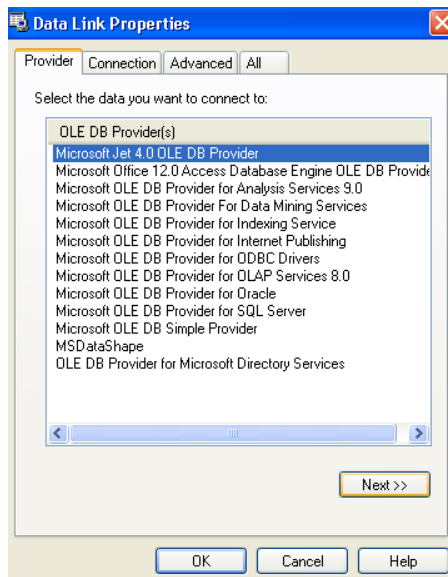 Data Link Properties
Provider Connection Advanced All
Select the data you want to connect to:
OLE DB Provider(s)
Microsoft Jet 4.0 OLE DB Provider
Microsoft Office 12.0 Access Database Engine OLE DB Provide
Microsoft OLE DB Provider for Analysis Services 9.0
Microsoft OLE DB Provider For Data Mining Services
Microsoft OLE DB Provider for Indexing Service
Microsoft OLE DB Provider for Internet Publishing
Microsoft OLE DB Provider for ODBC Drivers
Microsoft OLE DB Provider for OLAP Services 8.0
Microsoft OLE DB Provider for Oracle
Microsoft OLE DB Provider for SQL Server
Microsoft OLE DB Simple Provider
MSDataShape
OLE DB Provider for Microsoft Directory Services
Next >>
OK Cancel Help